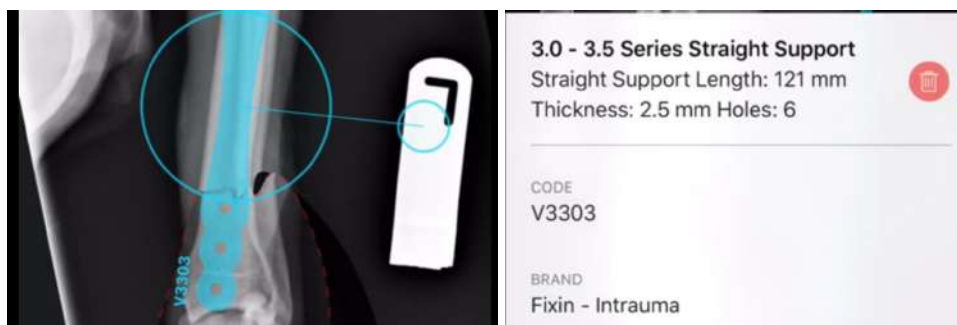 V3303
3.0 - 3.5 Series Straight Support
Straight Support Length: 121 mm
Thickness: 2.5 mm Holes: 6
CODE
V3303
BRAND
Fixin - Intrauma